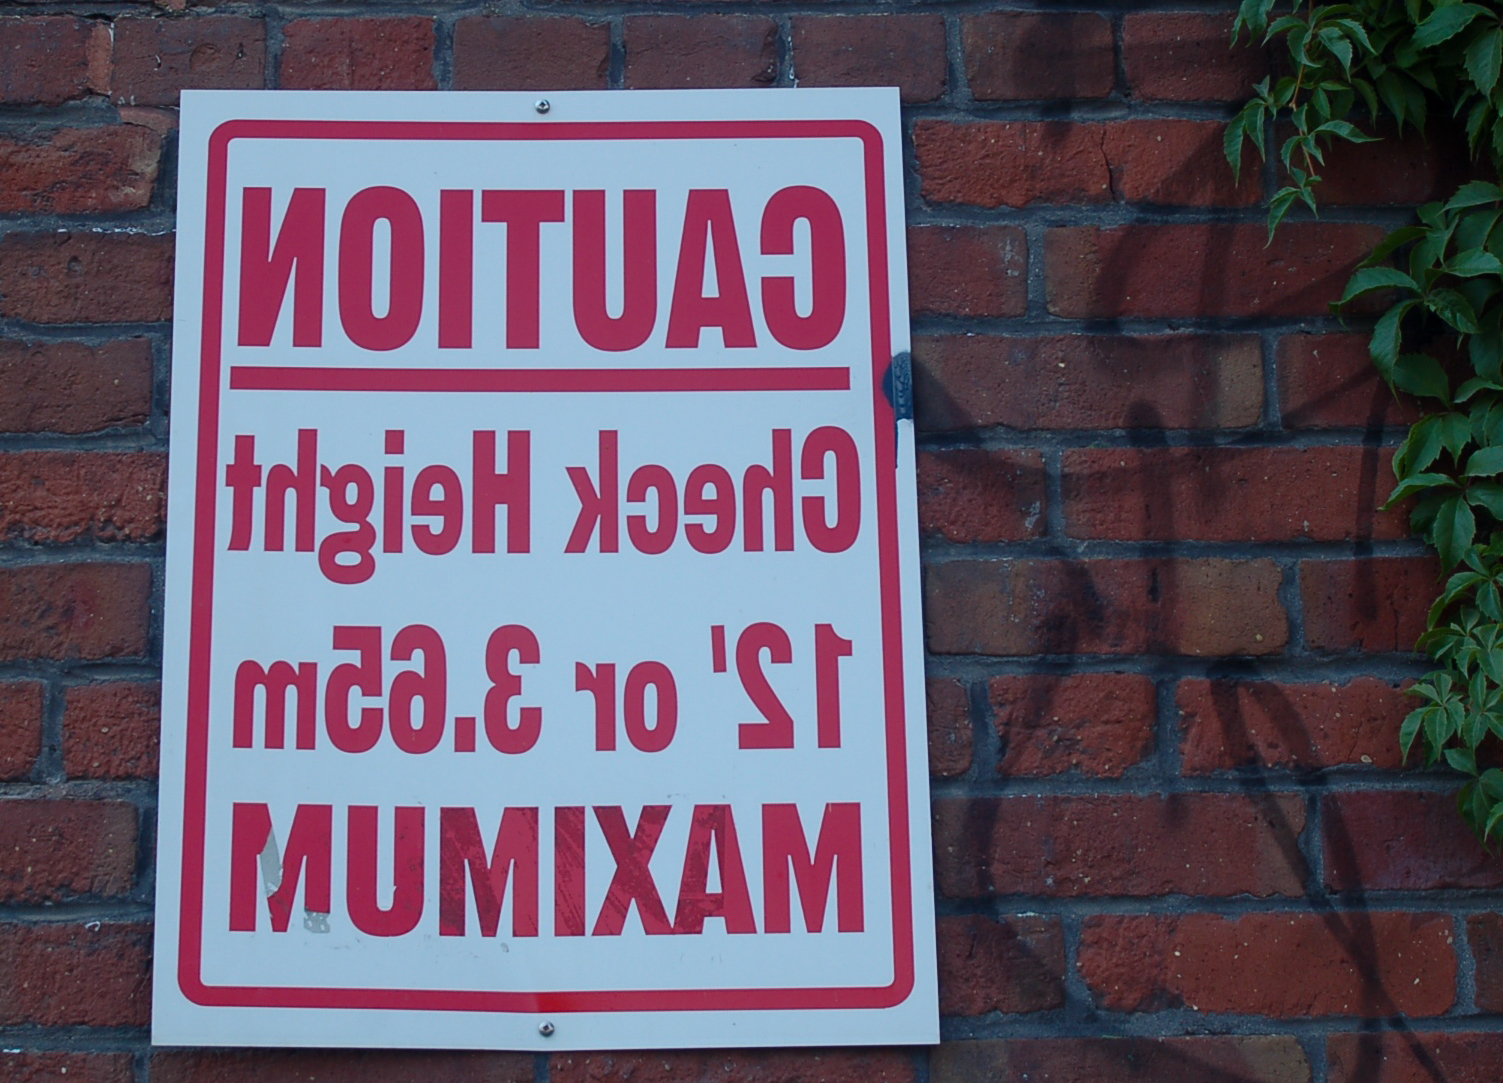 CAUTION
Check Height
12' or 3.65m
MAXIMUM